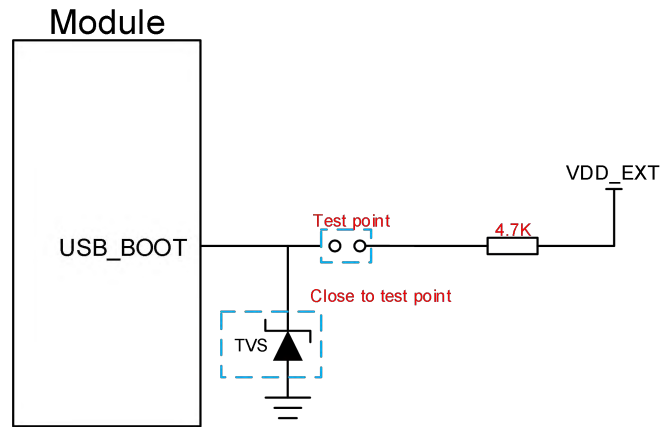 Module
VDD_EXT
Test point
4.7K
USB_BOOT
Close to test point
TVS